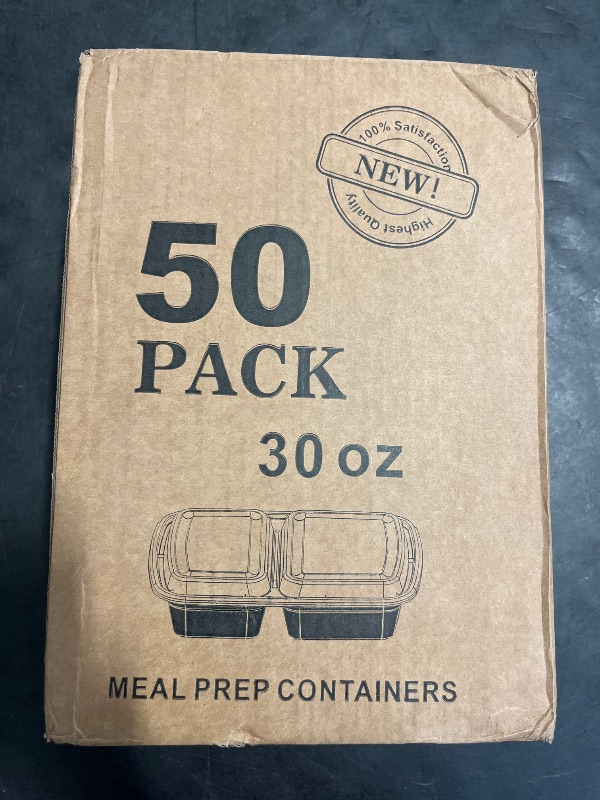 100% Satisfaction
NEW!
Highest Quality
50
PACK
30 oz
MEAL PREP CONTAINERS